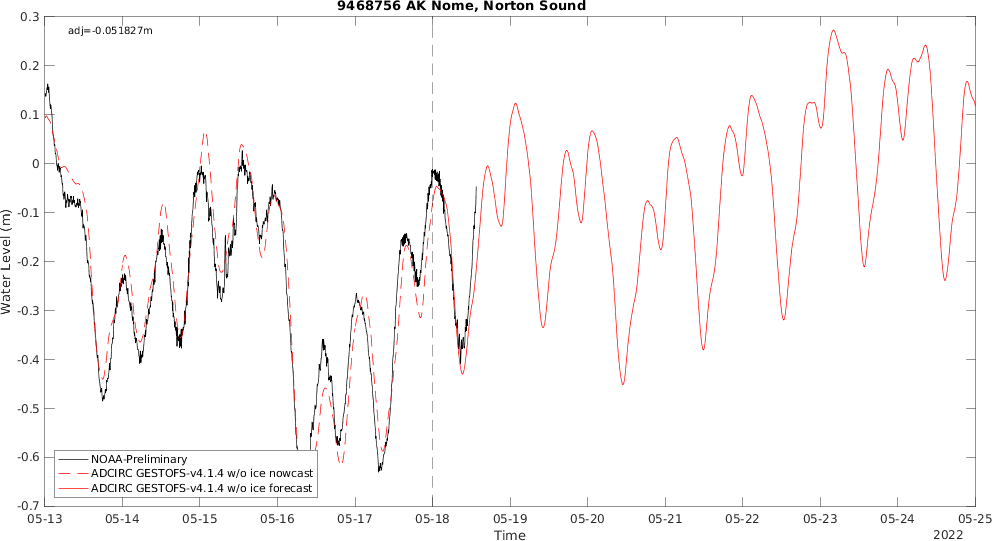 9468756 AK Nome, Norton Sound
adj=-0.051827m
0.3
0.2
0.1
0
-0.1
-0.2
-0.3
-0.4
-0.5
-0.6
-0.7
Water Level (m)
NOAA-Preliminary
ADCIRC GESTOFS-v4.1.4 w/o ice nowcast
ADCIRC GESTOFS-v4.1.4 w/o ice forecast
05-13 05-14 05-15 05-16 05-17 05-18 05-19 05-20 05-21 05-22 05-23 05-24 05-25
Time
2022